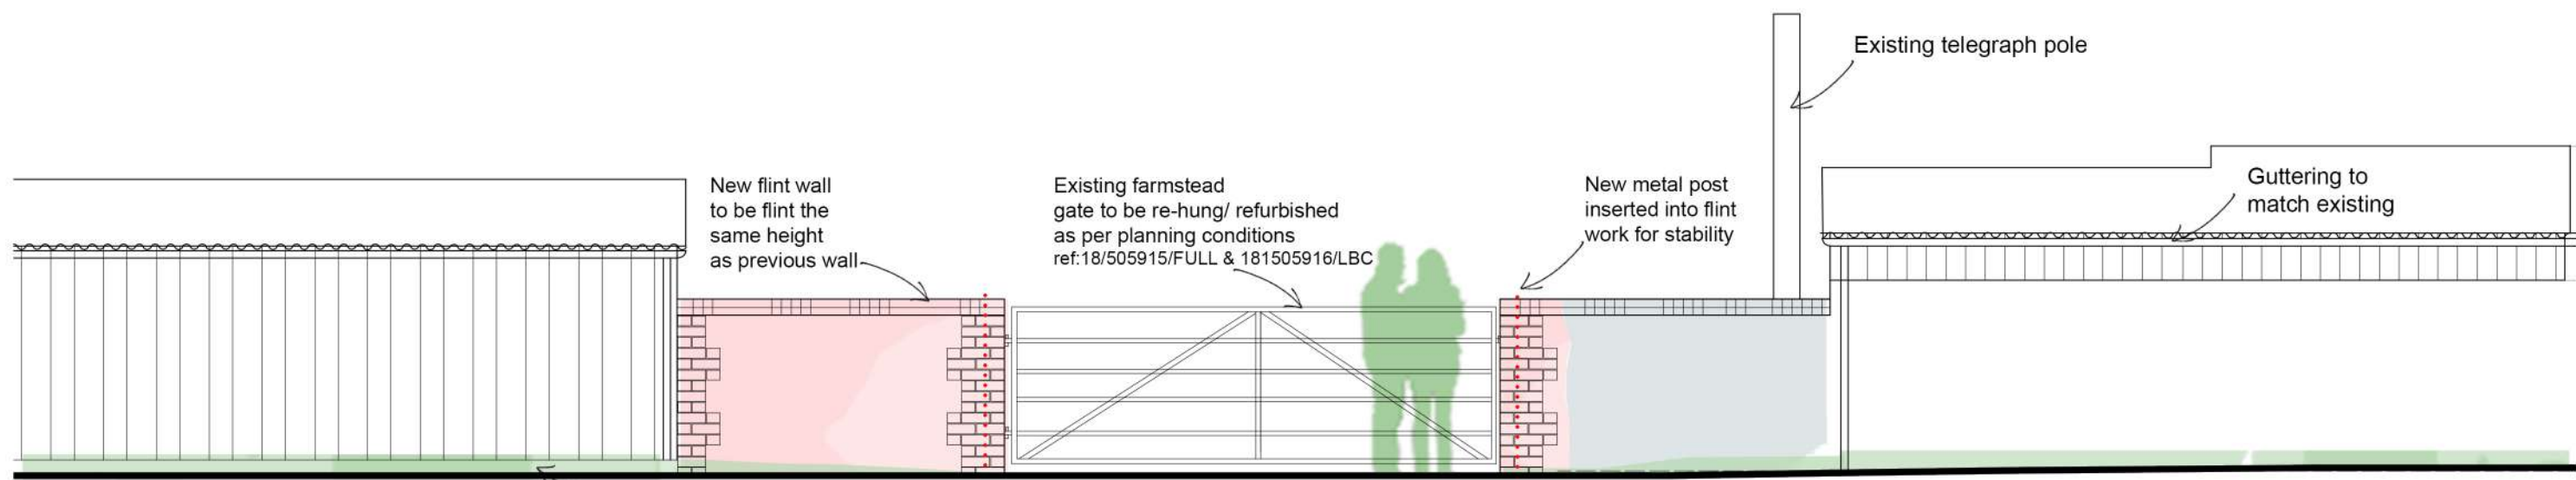 Existing telegraph pole
New flint wall
to be flint the
same height
as previous wall
Existing farmstead
gate to be re-hung/ refurbished
as per planning conditions
ref:18/505915/FULL & 181505916/LBC
New metal post
inserted into flint
work for stability
Guttering to
match existing